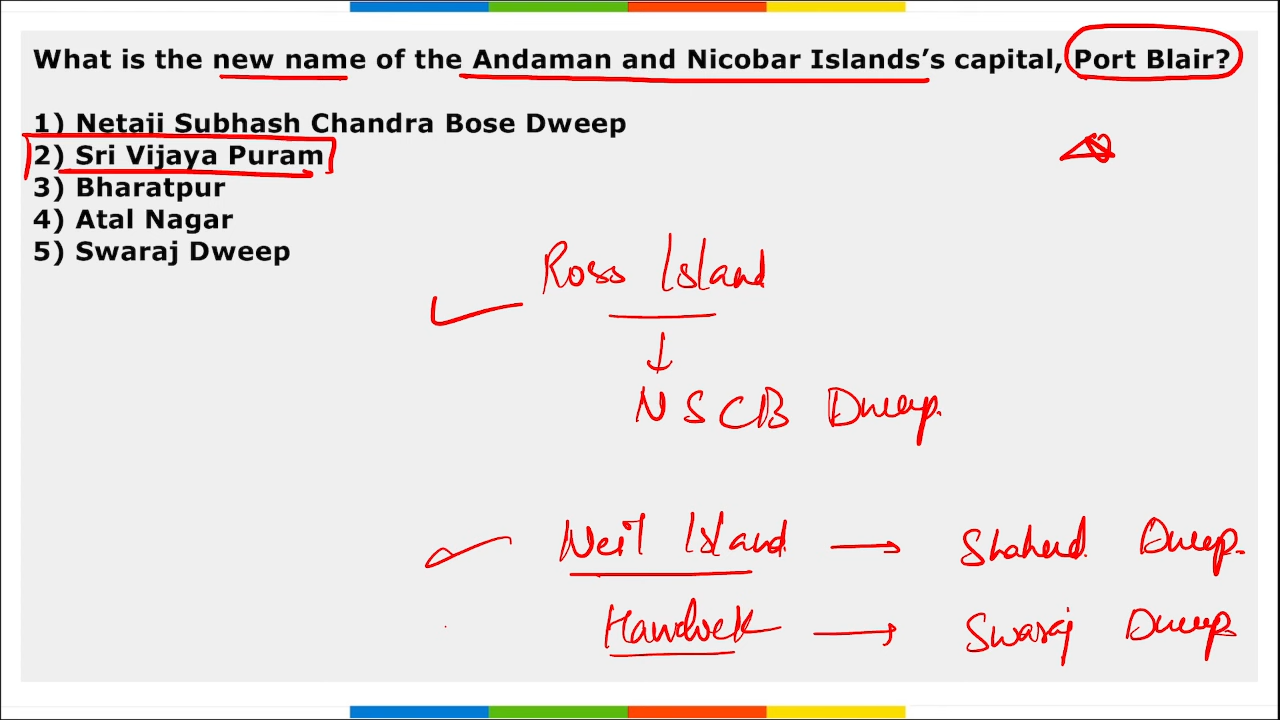 What is the new name of the Andaman and Nicobar Islands’s capital, Port Blair?
1) Netaji Subhash Chandra Bose Dweep
2) Sri Vijaya Puram
3) Bharatpur
4) Atal Nagar
5) Swaraj Dweep
Ross Island
↓
NSCB Dweep.
Neil Island → Shaheed Dweep.
Havelock → Swaraj Dweep